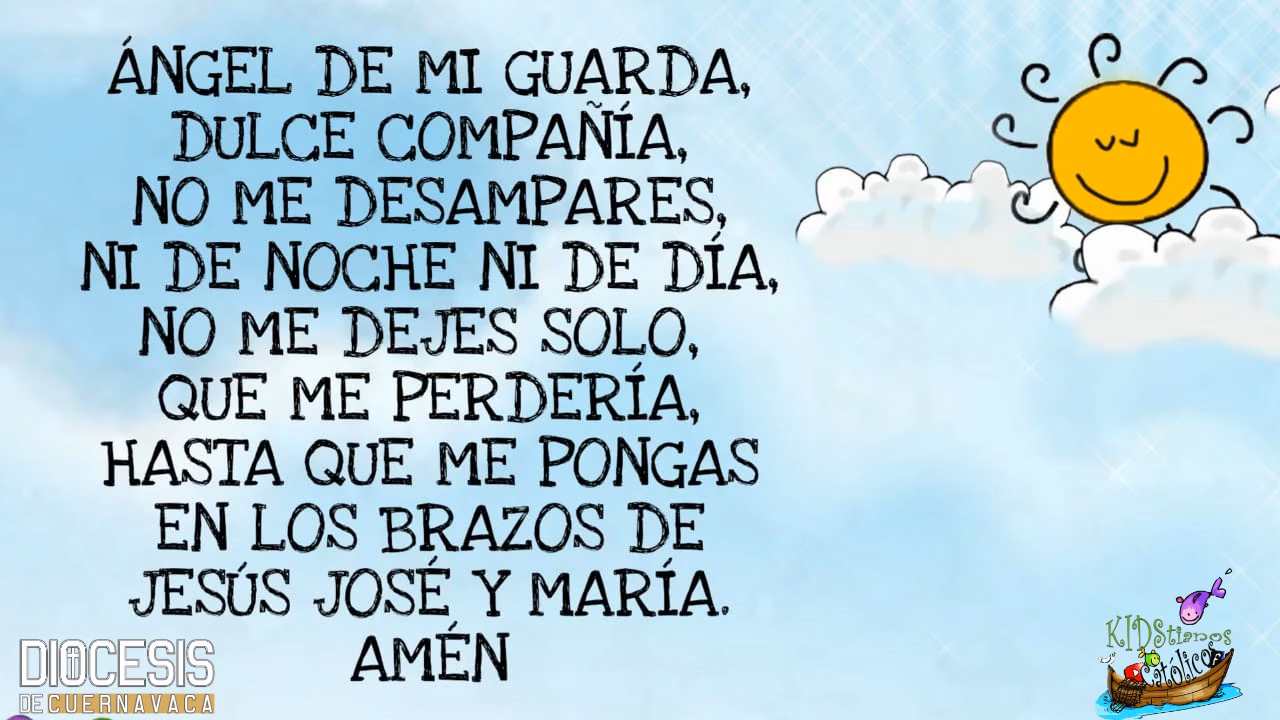 ÁNGEL DE MI GUARDA,
DULCE COMPAÑÍA,
NO ME DESAMPARES,
NI DE NOCHE NI DE DÍA,
NO ME DEJES SOLO,
QUE ME PERDERÍA,
HASTA QUE ME PONGAS
EN LOS BRAZOS DE
JESÚS JOSÉ Y MARÍA.
AMÉN
DIOCESIS
DE CUERNAVACA
KIDStianos
Católicos